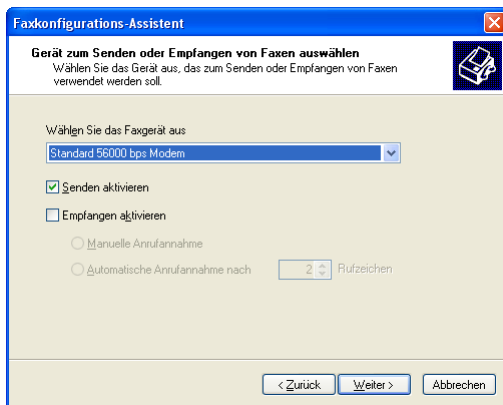 Faxkonfigurations-Assistent
Gerät zum Senden oder Empfangen von Faxen auswählen
Wählen Sie das Gerät aus, das zum Senden oder Empfangen von Faxen
verwendet werden soll.
Wählen Sie das Faxgerät aus
Standard 56000 bps Modem
Senden aktivieren
Empfangen aktivieren
Manuelle Anrufannahme
Automatische Anrufannahme nach 2 Rufzeichen
< Zurück Weiter > Abbrechen